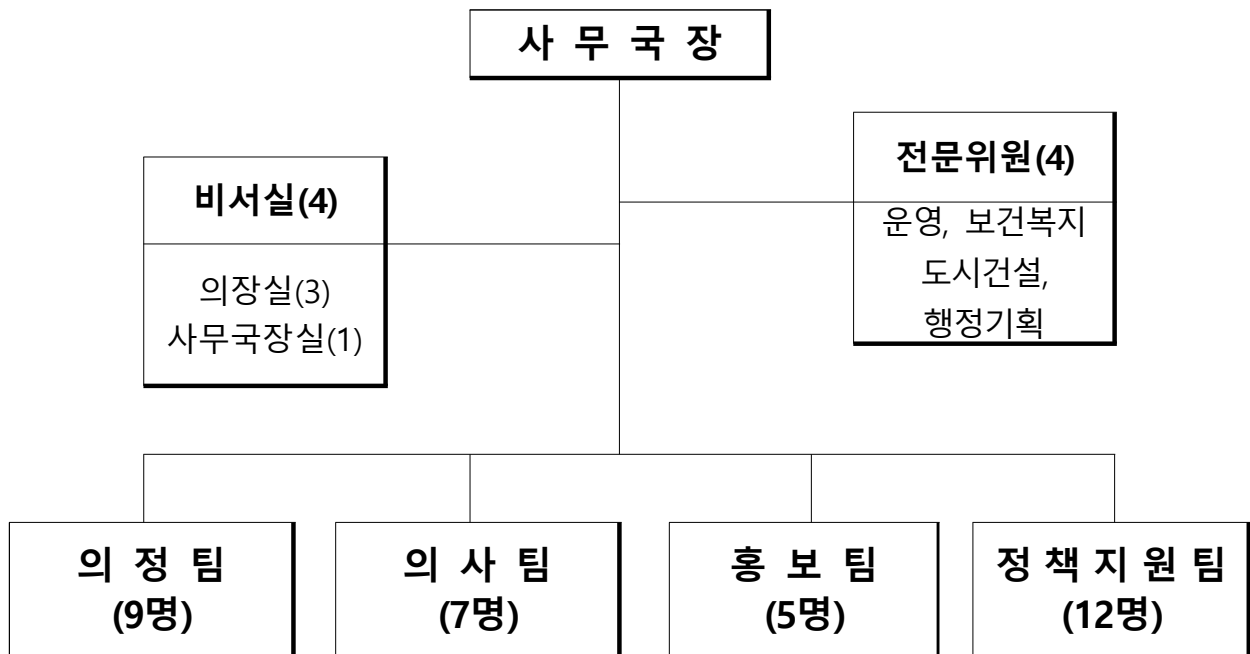 사 무 국 장
전문위원(4)
운영, 보건복지
도시건설,
행정기획
비서실(4)
의장실(3)
사무국장실(1)
의 정 팀
(9명)
의 사 팀
(7명)
홍 보 팀
(5명)
정 책 지 원 팀
(12명)